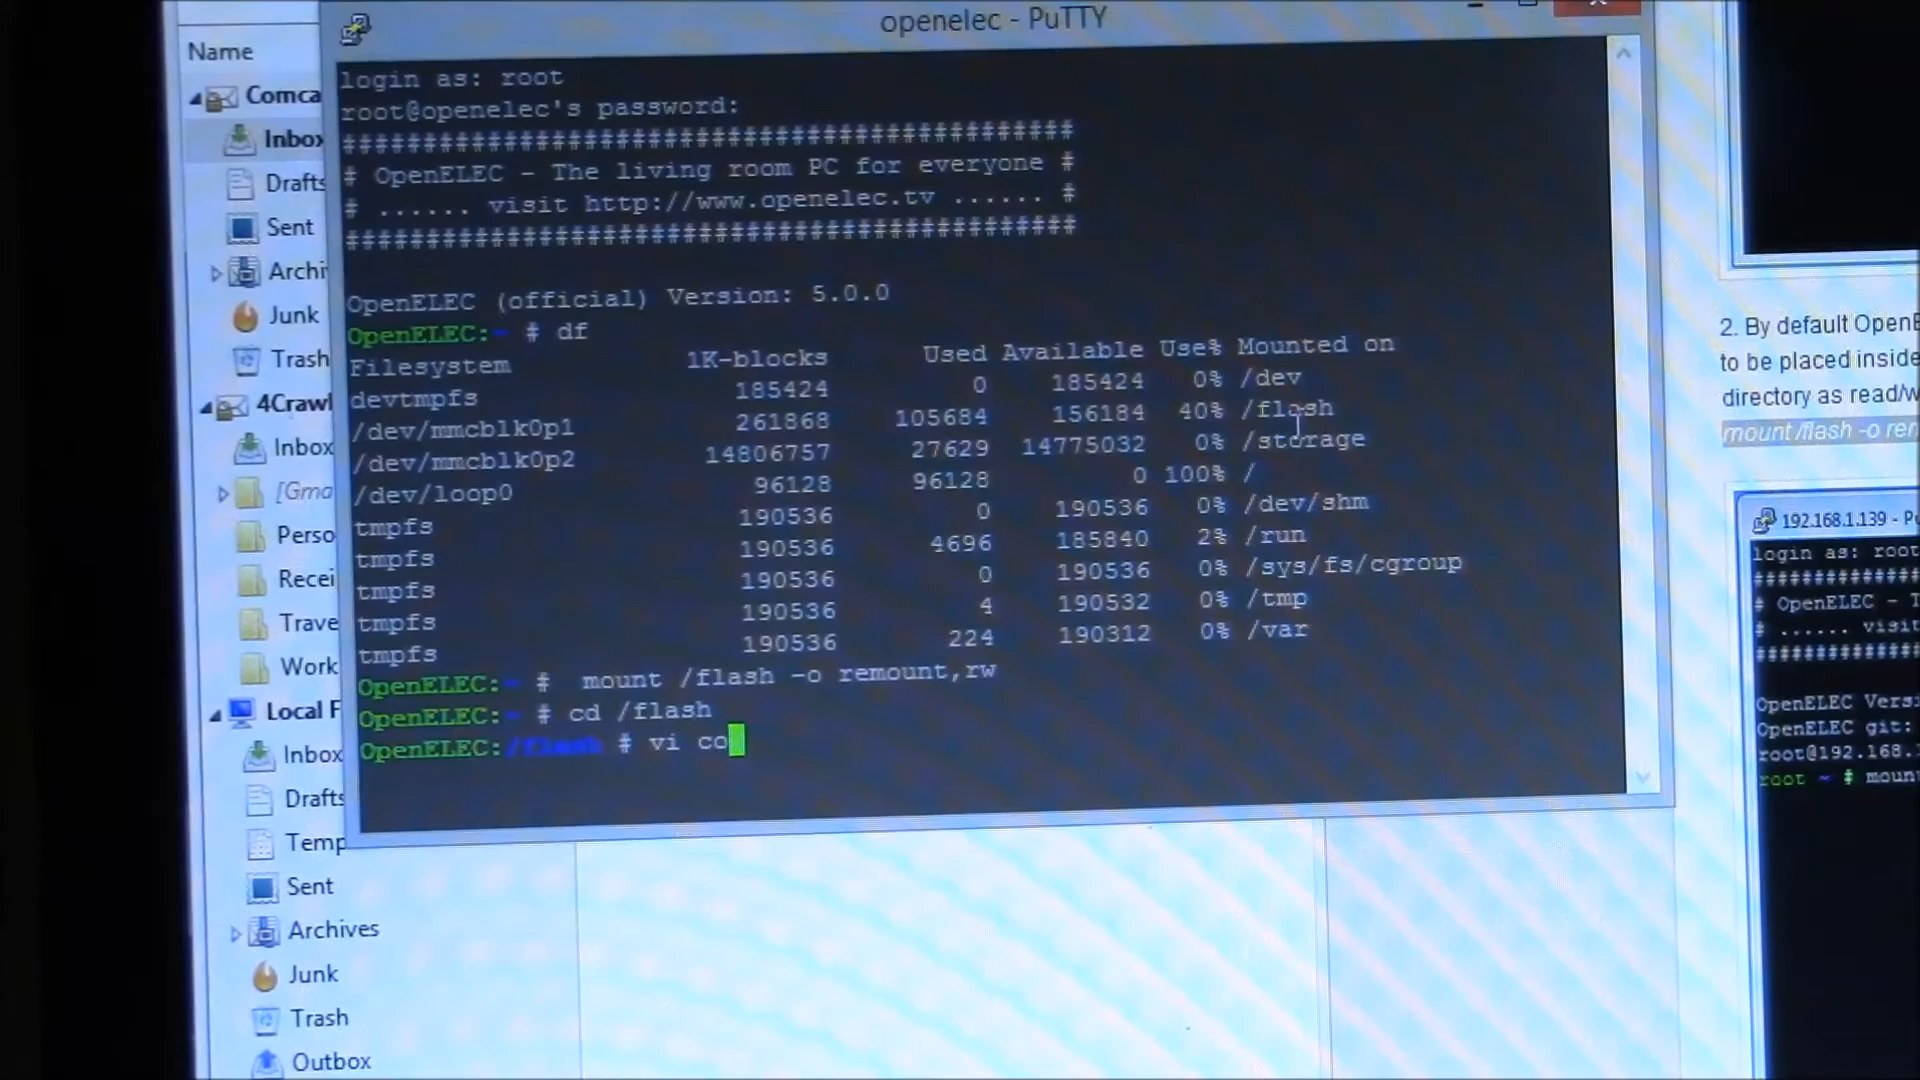 Name
Comca
Inbox
Drafts
Sent
Archi
Junk
Trash
4Crawl
Inbox
[Gma
Perso
Recei
Trave
Work
Local F
Inbox
Drafts
Temp
Sent
Archives
Junk
Trash
Outbox
openelec - PuTTY
login as: root
root@openelec's password:
##############################################
# OpenELEC - The living room PC for everyone #
# ...... visit http://www.openelec.tv ...... #
##############################################
OpenELEC (official) Version: 5.0.0
OpenELEC:~ # df
Filesystem 1K-blocks Used Available Use% Mounted on
devtmpfs 185424 0 185424 0% /dev
/dev/mmcblk0p1 261868 105684 156184 40% /flash
/dev/mmcblk0p2 14806757 27629 14775032 0% /storage
/dev/loop0 96128 96128 0 100% /
tmpfs 190536 0 190536 0% /dev/shm
tmpfs 190536 4696 185840 2% /run
tmpfs 190536 0 190536 0% /sys/fs/cgroup
tmpfs 190536 4 190532 0% /tmp
tmpfs 190536 224 190312 0% /var
OpenELEC:~ # mount /flash -o remount,rw
OpenELEC:~ # cd /flash
OpenELEC:/flash # vi co
2. By default OpenE
to be placed inside
directory as read/w
mount /flash -o rem
192.168.1.139 - P
login as: root
################
# OpenELEC - T
# ...... visit
################
OpenELEC Versi
OpenELEC git:
root@192.168.
root ~ # moun